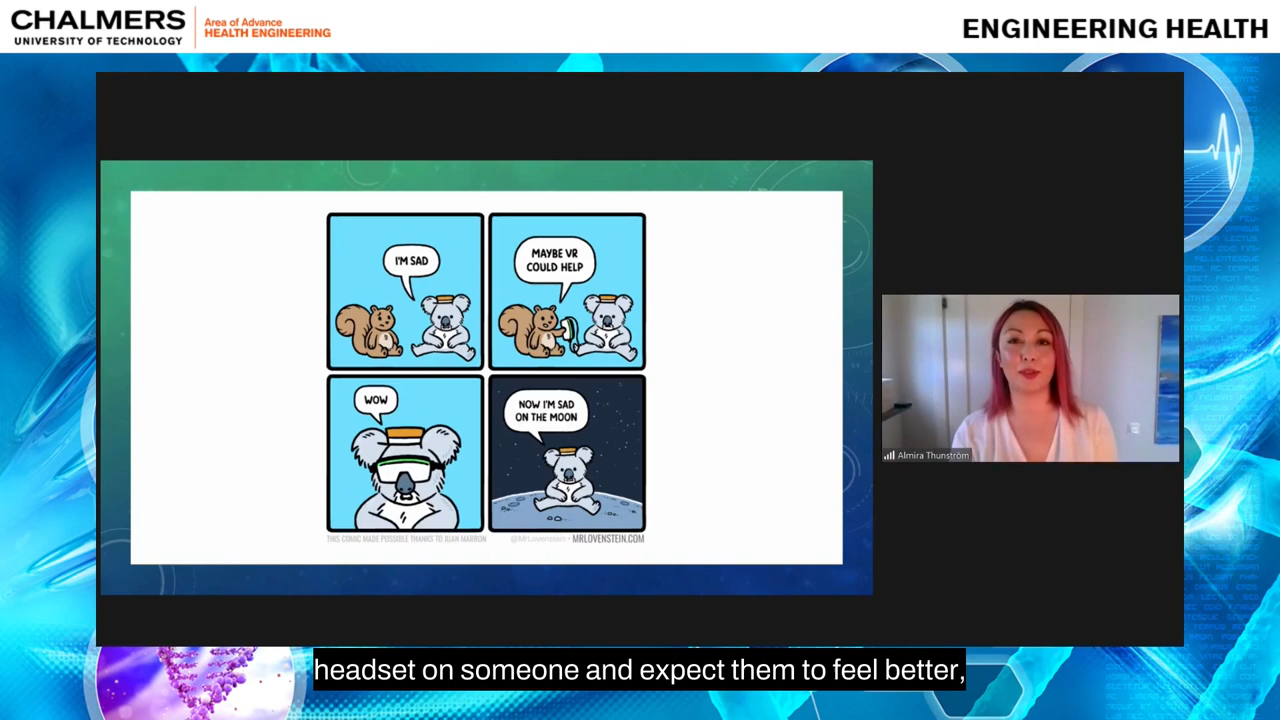 CHALMERS
UNIVERSITY OF TECHNOLOGY
Area of Advance
HEALTH ENGINEERING
ENGINEERING HEALTH
I'M SAD
MAYBE VR
COULD HELP
WOW
NOW I'M SAD
ON THE MOON
THIS COMIC MADE POSSIBLE THANKS TO JUAN MARRON
@MrLovenstein • MRLOVENSTEIN.COM
Almira Thunström
headset on someone and expect them to feel better,